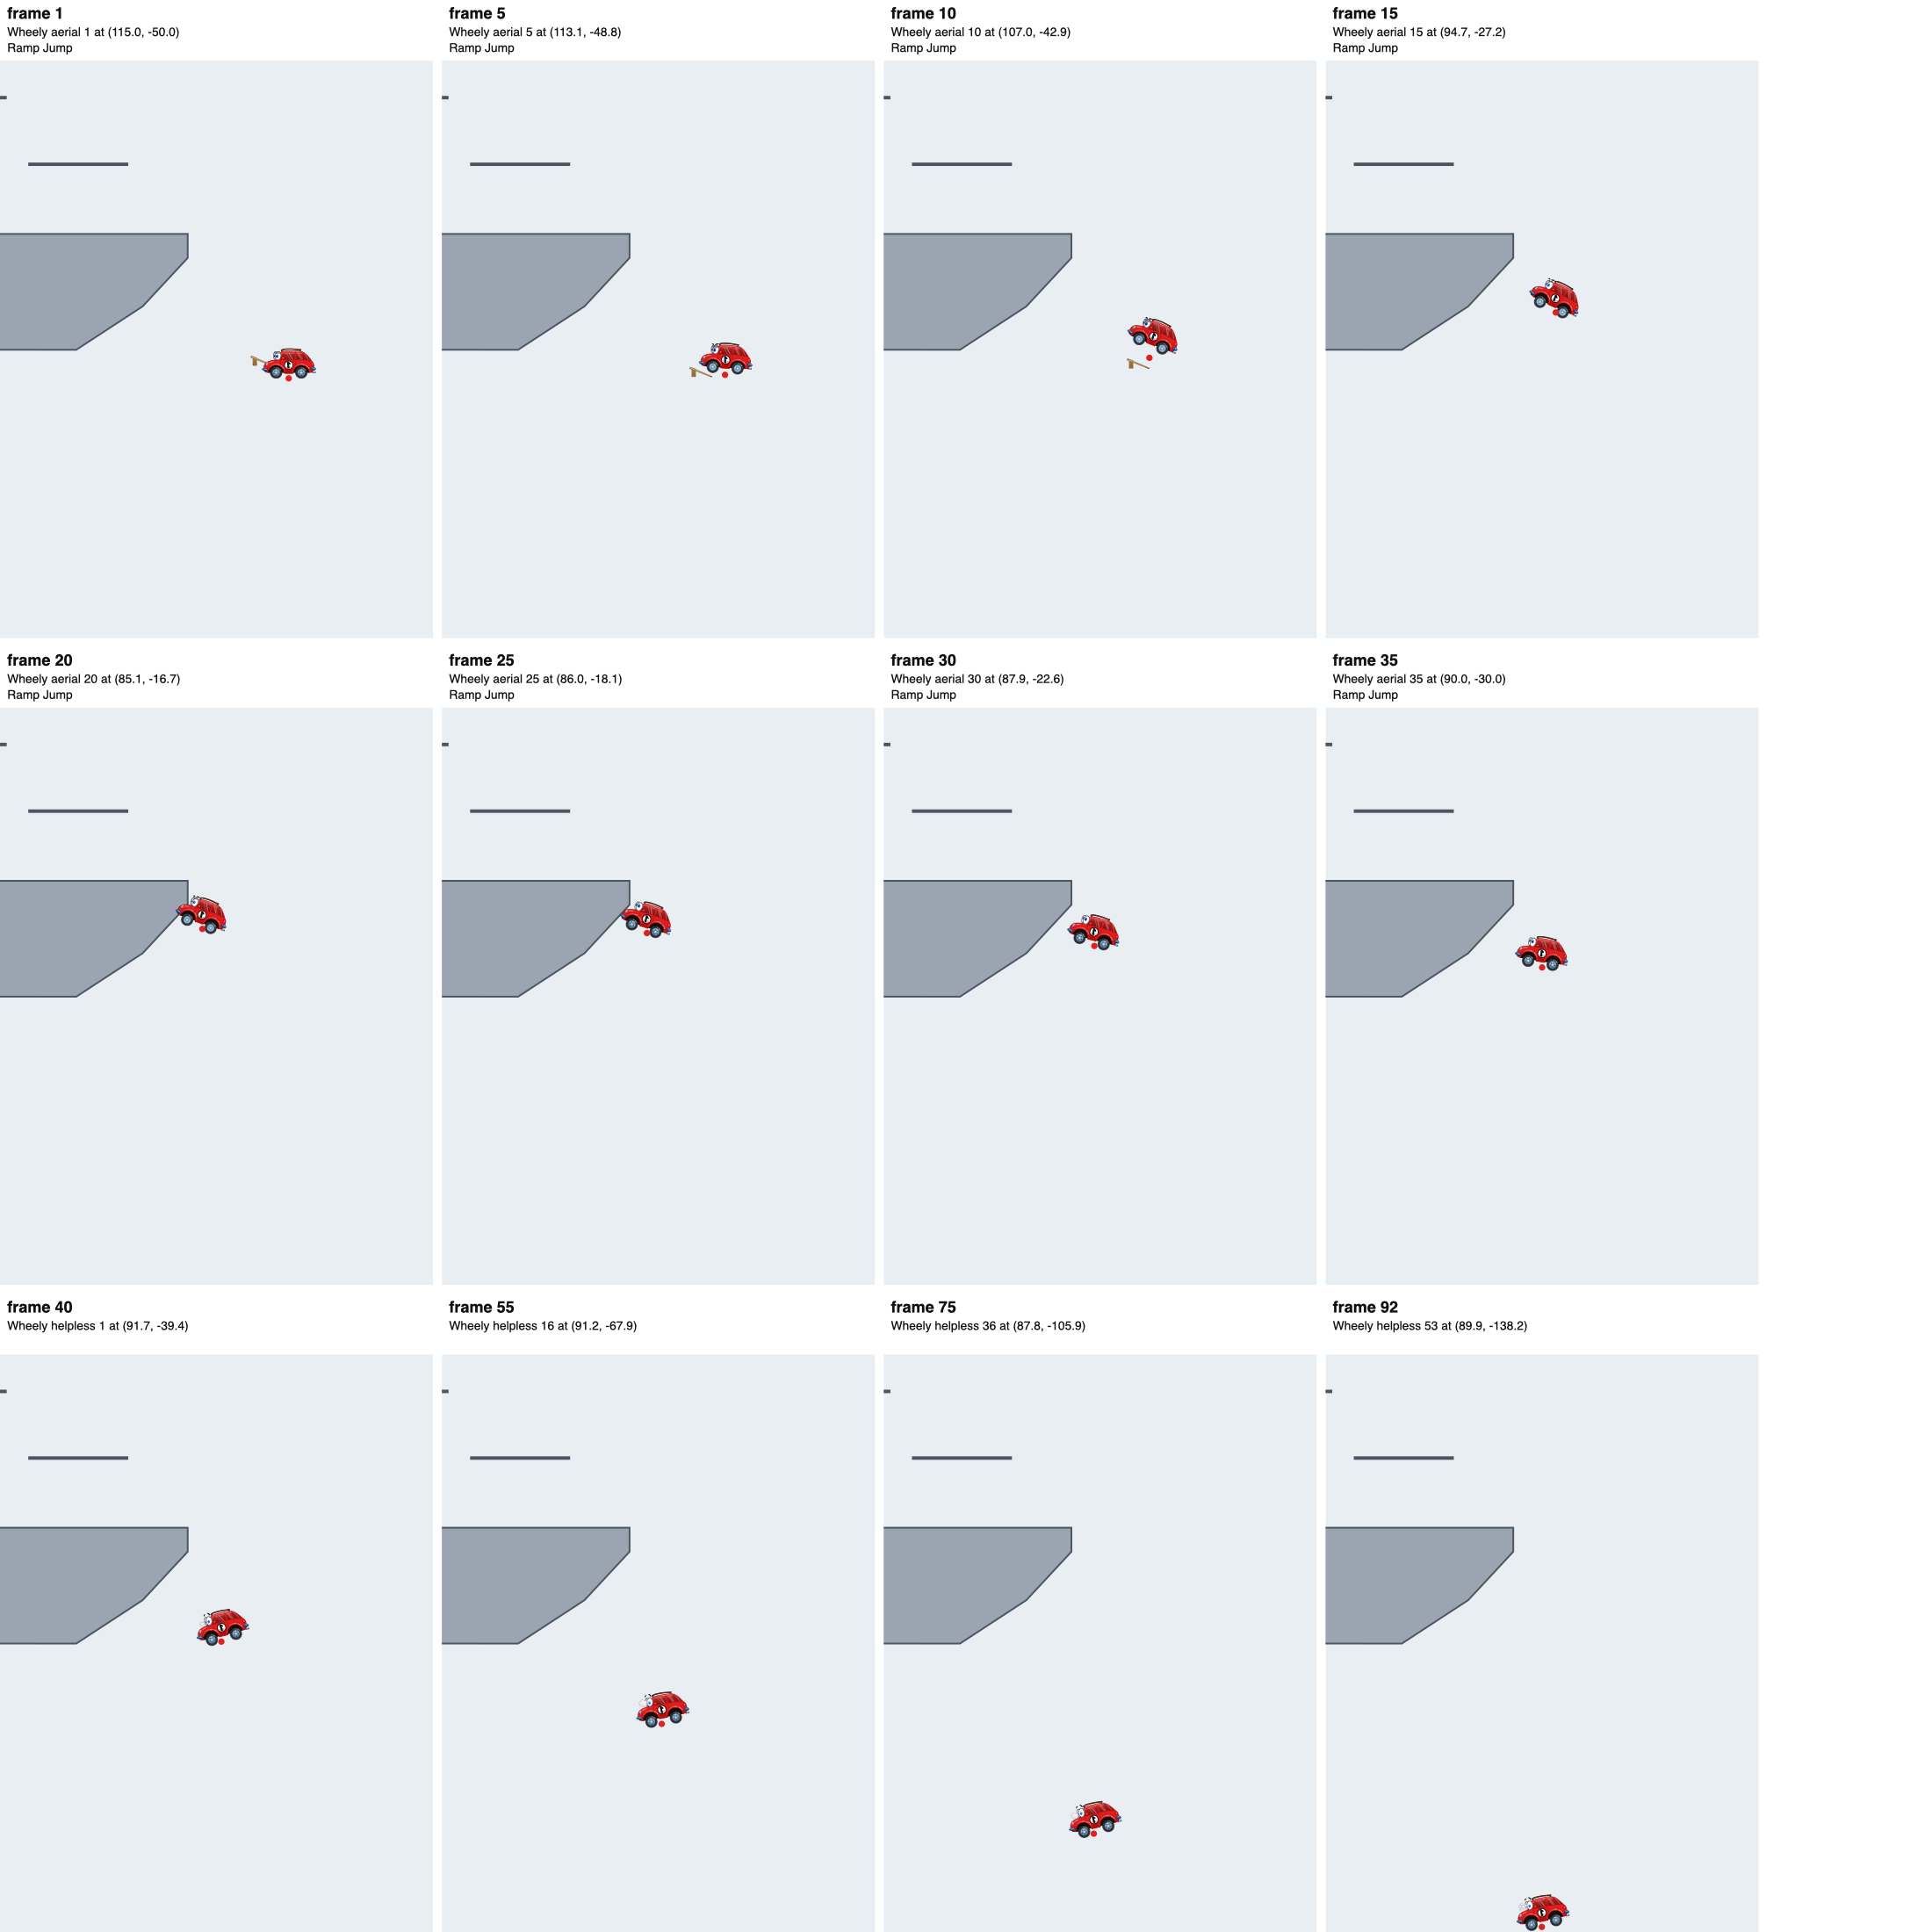 frame 1
Wheely aerial 1 at (115.0, -50.0)
Ramp Jump
frame 5
Wheely aerial 5 at (113.1, -48.8)
Ramp Jump
frame 10
Wheely aerial 10 at (107.0, -42.9)
Ramp Jump
frame 15
Wheely aerial 15 at (94.7, -27.2)
Ramp Jump
frame 20
Wheely aerial 20 at (85.1, -16.7)
Ramp Jump
frame 25
Wheely aerial 25 at (86.0, -18.1)
Ramp Jump
frame 30
Wheely aerial 30 at (87.9, -22.6)
Ramp Jump
frame 35
Wheely aerial 35 at (90.0, -30.0)
Ramp Jump
frame 40
Wheely helpless 1 at (91.7, -39.4)
frame 55
Wheely helpless 16 at (91.2, -67.9)
frame 75
Wheely helpless 36 at (87.8, -105.9)
frame 92
Wheely helpless 53 at (89.9, -138.2)